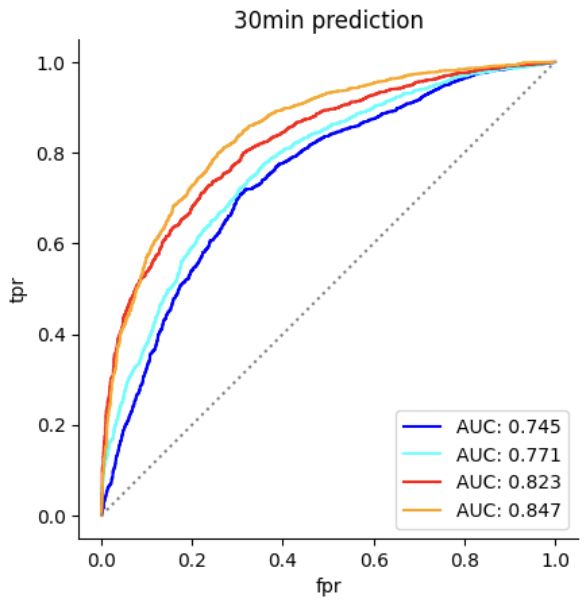 30min prediction
1.0
0.8
0.6
0.4
0.2
0.0
tpr
0.0 0.2 0.4 0.6 0.8 1.0
fpr
AUC: 0.745
AUC: 0.771
AUC: 0.823
AUC: 0.847